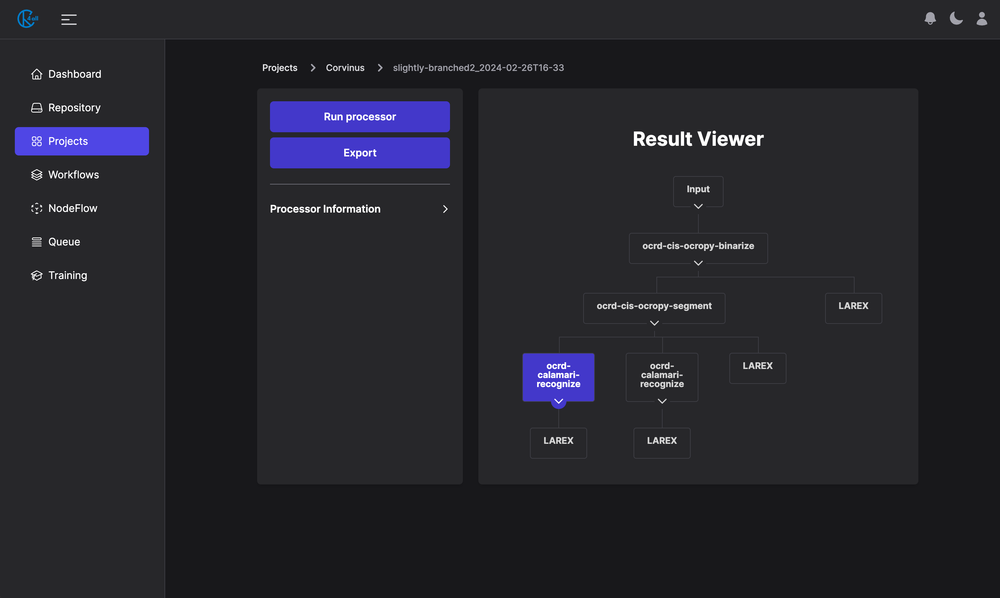 4 all
Dashboard
Repository
Projects
Workflows
NodeFlow
Queue
Training
Projects > Corvinus > slightly-branched2_2024-02-26T16-33
Run processor
Export
Processor Information
Result Viewer
Input
ocrd-cis-ocropy-binarize
ocrd-cis-ocropy-segment
LAREX
ocrd-
calamari-
recognize
ocrd-
calamari-
recognize
LAREX
LAREX
LAREX